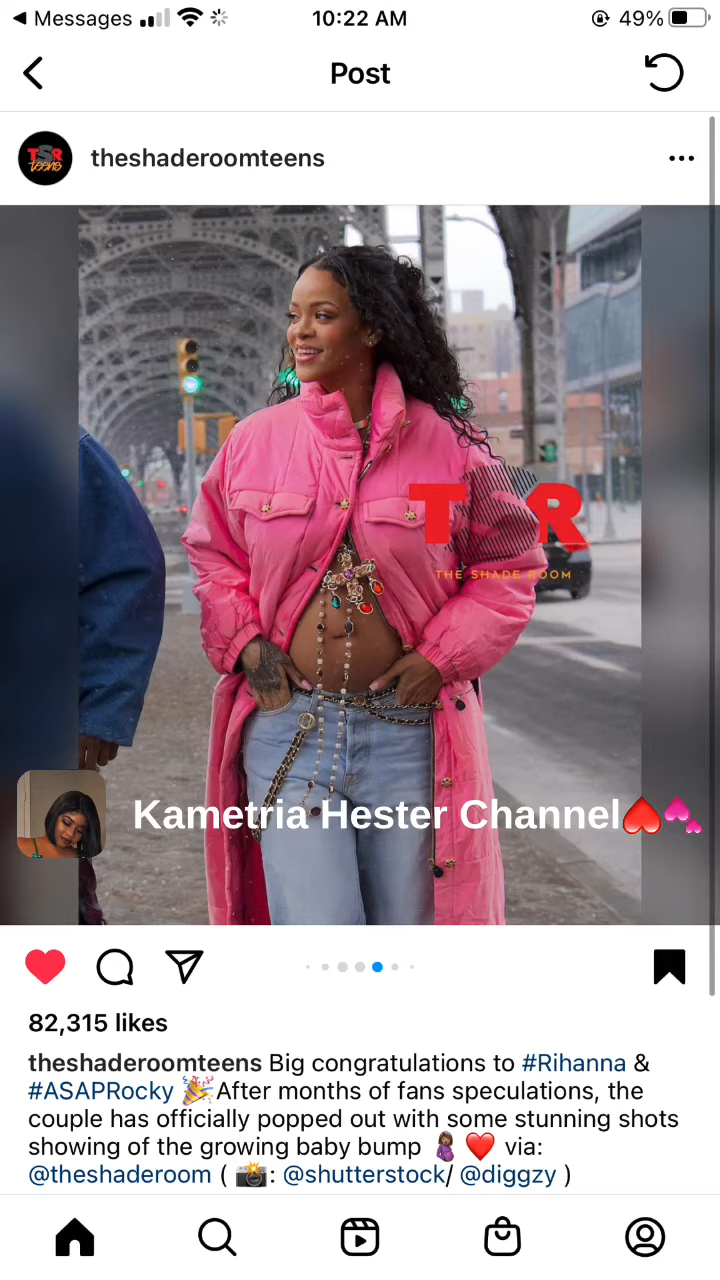 Messages
10:22 AM
49%
Post
TSR
teens
theshaderoomteens
TSR
THE SHADE ROOM
Kametria Hester Channel♥️💕
82,315 likes
theshaderoomteens Big congratulations to #Rihanna &
#ASAPRocky 🎉After months of fans speculations, the
couple has officially popped out with some stunning shots
showing of the growing baby bump 🤰🏾 ❤️ via:
@theshaderoom ( 📸: @shutterstock/ @diggzy )